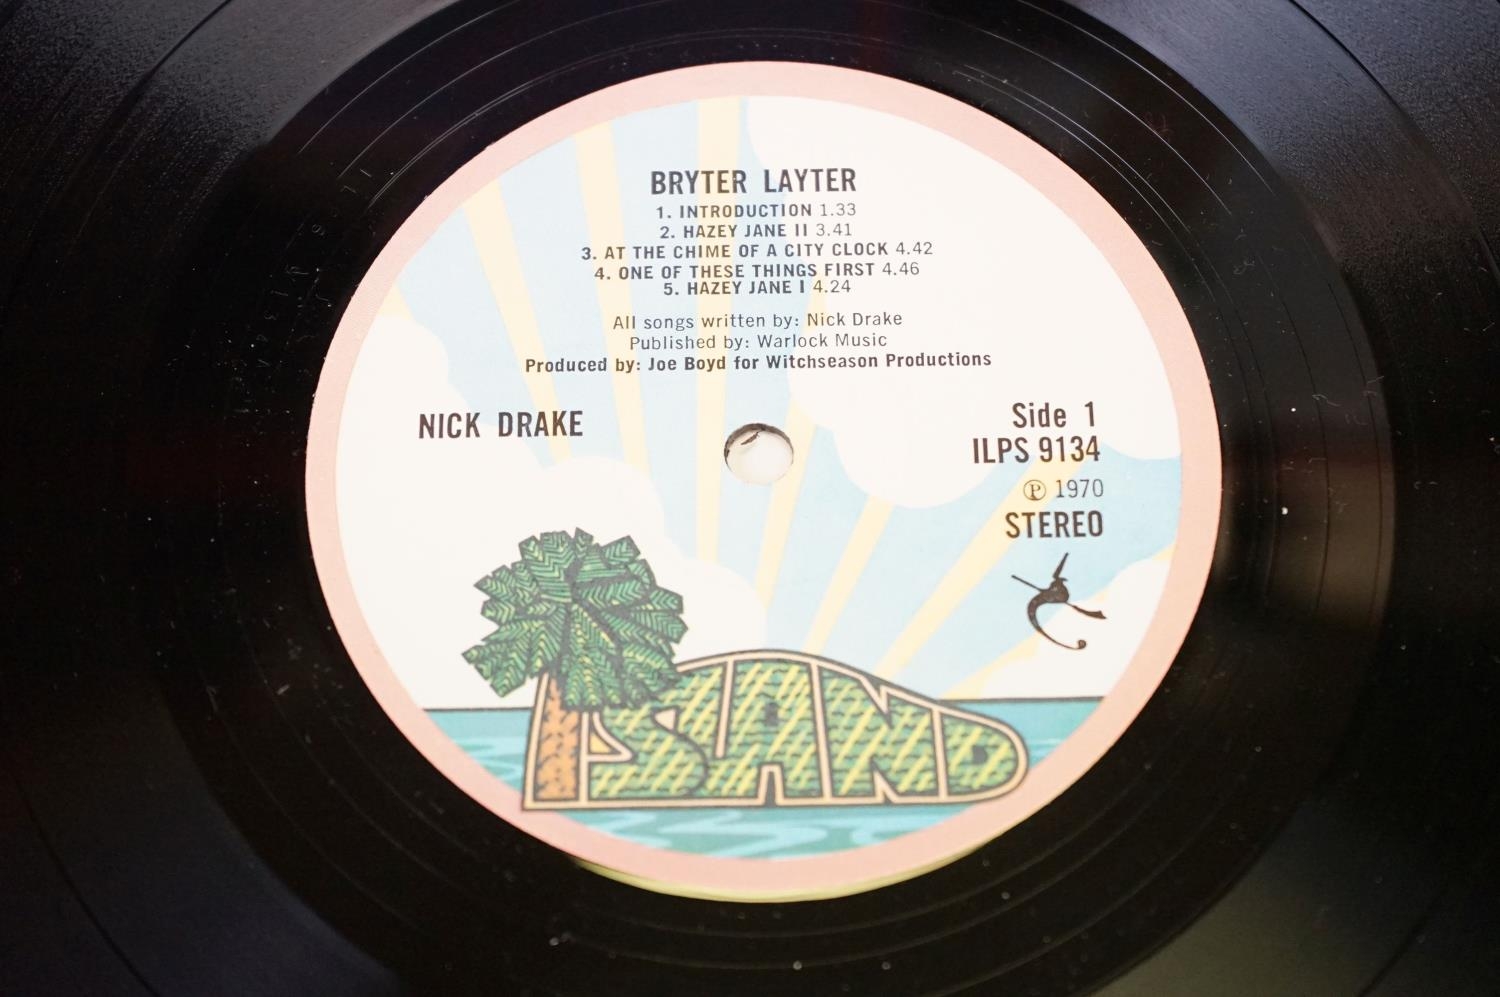 BRYTER LAYTER
1. INTRODUCTION 1.33
2. HAZEY JANE II 3.41
3. AT THE CHIME OF A CITY CLOCK 4.42
4. ONE OF THESE THINGS FIRST 4.46
5. HAZEY JANE I 4.24
All songs written by: Nick Drake
Published by: Warlock Music
Produced by: Joe Boyd for Witchseason Productions
NICK DRAKE
Side 1
ILPS 9134
℗ 1970
STEREO
ISLAND